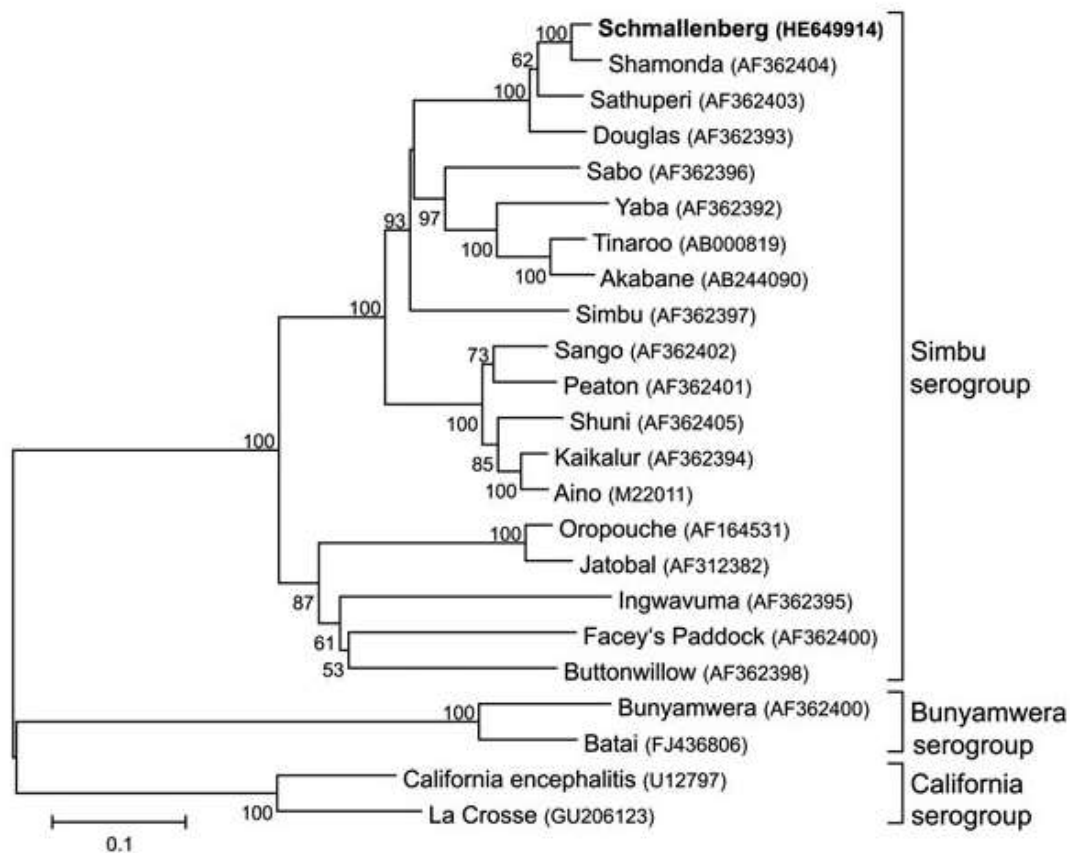 100
Schmallenberg (HE649914)
62
Shamonda (AF362404)
100
Sathuperi (AF362403)
Douglas (AF362393)
Sabo (AF362396)
93
97
Yaba (AF362392)
100
Tinaroo (AB000819)
100
Akabane (AB244090)
100
Simbu (AF362397)
73
Sango (AF362402)
Peaton (AF362401)
100
Shuni (AF362405)
100
85
Kaikalur (AF362394)
100
Aino (M22011)
Simbu
serogroup
100
Oropouche (AF164531)
Jatobal (AF312382)
87
Ingwavuma (AF362395)
61
Facey's Paddock (AF362400)
53
Buttonwillow (AF362398)
100
Bunyamwera (AF362400)
Batai (FJ436806)
Bunyamwera
serogroup
California encephalitis (U12797)
100
La Crosse (GU206123)
California
serogroup
0.1